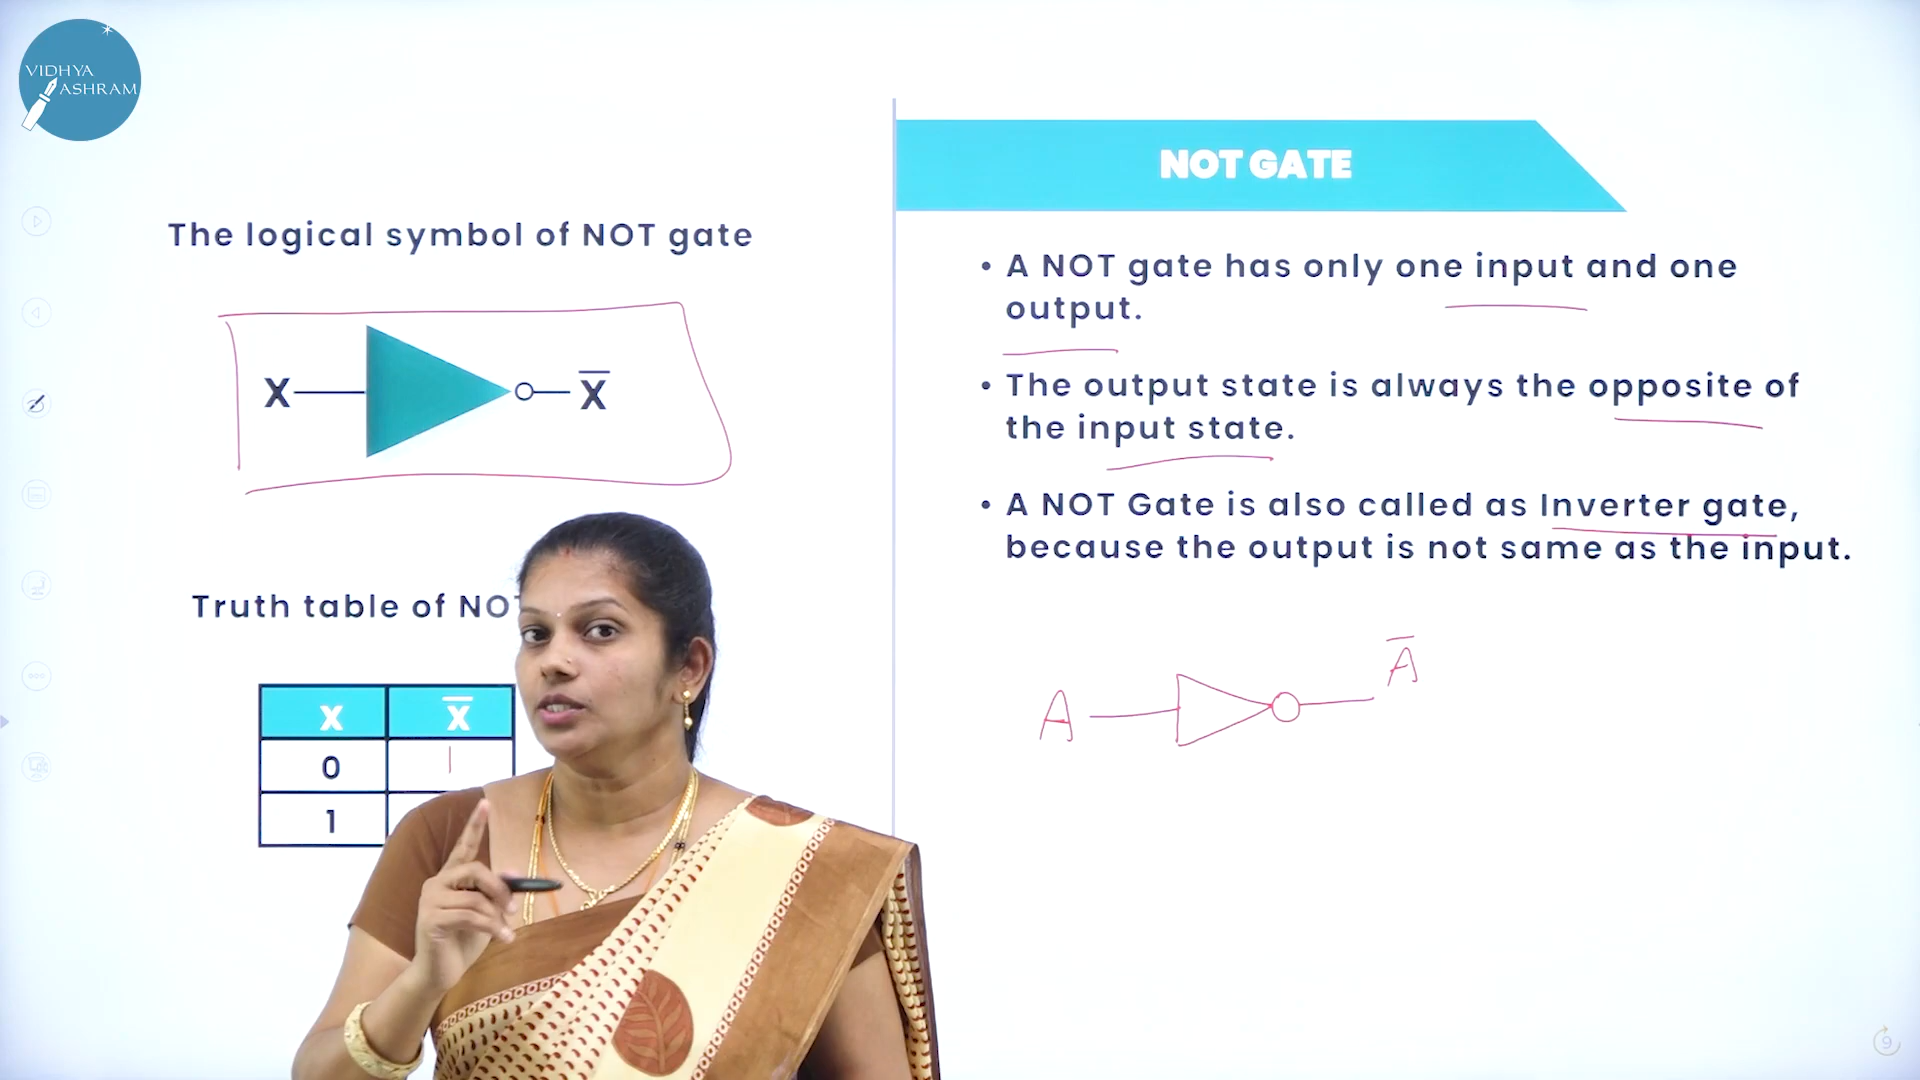 VIDHYA
ASHRAM
The logical symbol of NOT gate
X
X̅
Truth table of NOT
X X̅
0 1
1
NOT GATE
• A NOT gate has only one input and one
output.
• The output state is always the opposite of
the input state.
• A NOT Gate is also called as Inverter gate,
because the output is not same as the input.
A
A̅
9